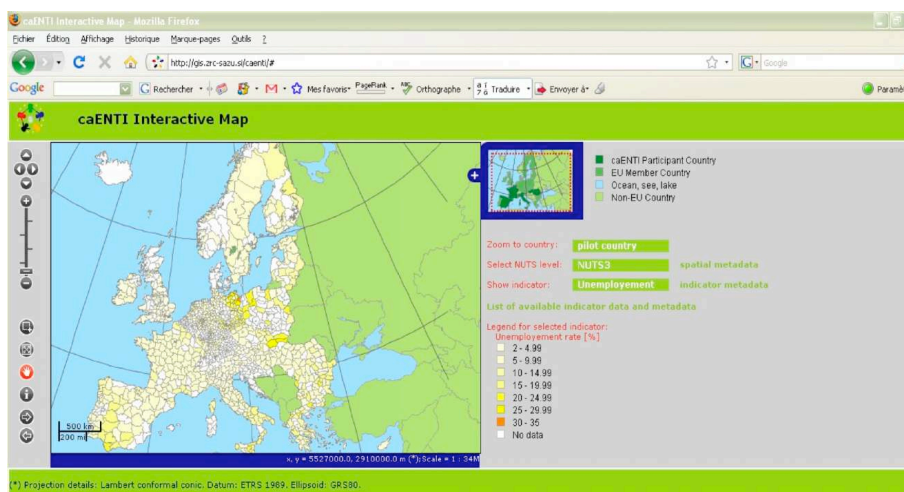 caENTI Interactive Map - Mozilla Firefox
Fichier Édition Affichage Historique Marque-pages Outils ?
http://gis.zrc-sazu.si/caenti/#
G Google
Google
Rechercher
Mes favoris
PageRank
Orthographe
Traduire
Envoyer à
caENTI Interactive Map
caENTI Participant Country
EU Member Country
Ocean, see, lake
Non-EU Country
Zoom to country: pilot country
Select NUTS level: NUTS3 spatial metadata
Show indicator: Unemployement indicator metadata
List of available indicator data and metadata
Legend for selected indicator:
Unemployement rate [%]
2 - 4.99
5 - 9.99
10 - 14.99
15 - 19.99
20 - 24.99
25 - 29.99
30 - 35
No data
500 km
200 mi
x, y = 5527000.0, 2910000.0 m (*);Scale = 1 : 34M
(*) Projection details: Lambert conformal conic. Datum: ETRS 1989. Ellipsoid: GRS80.